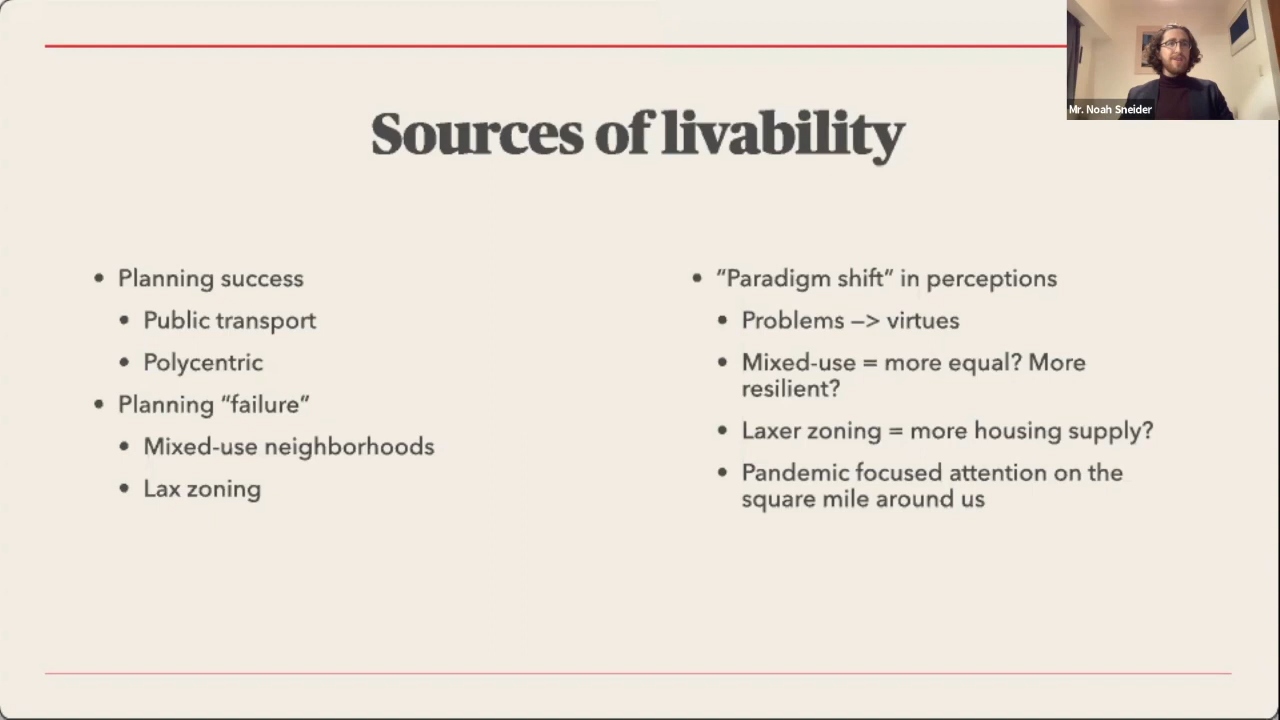 Mr. Noah Sneider
Sources of livability
• Planning success
• Public transport
• Polycentric
• Planning “failure”
• Mixed-use neighborhoods
• Lax zoning
• “Paradigm shift” in perceptions
• Problems —> virtues
• Mixed-use = more equal? More
resilient?
• Laxer zoning = more housing supply?
• Pandemic focused attention on the
square mile around us